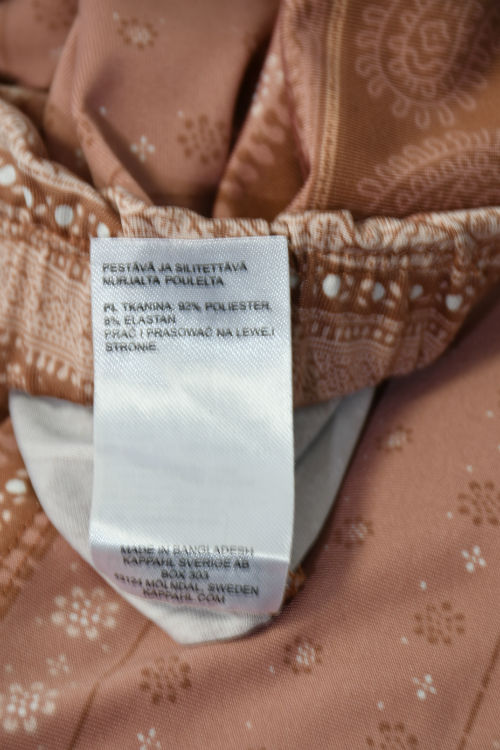 PESTÄVÄ JA SILITETTÄVÄ
NURJALTA PUOLELTA
PL TKANINA: 92% POLIESTER,
8% ELASTAN
PRAĆ I PRASOWAĆ NA LEWEJ
STRONIE.
MADE IN BANGLADESH
KAPPAHL SVERIGE AB
BOX 303
43124 MÖLNDAL, SWEDEN
KAPPAHL.COM